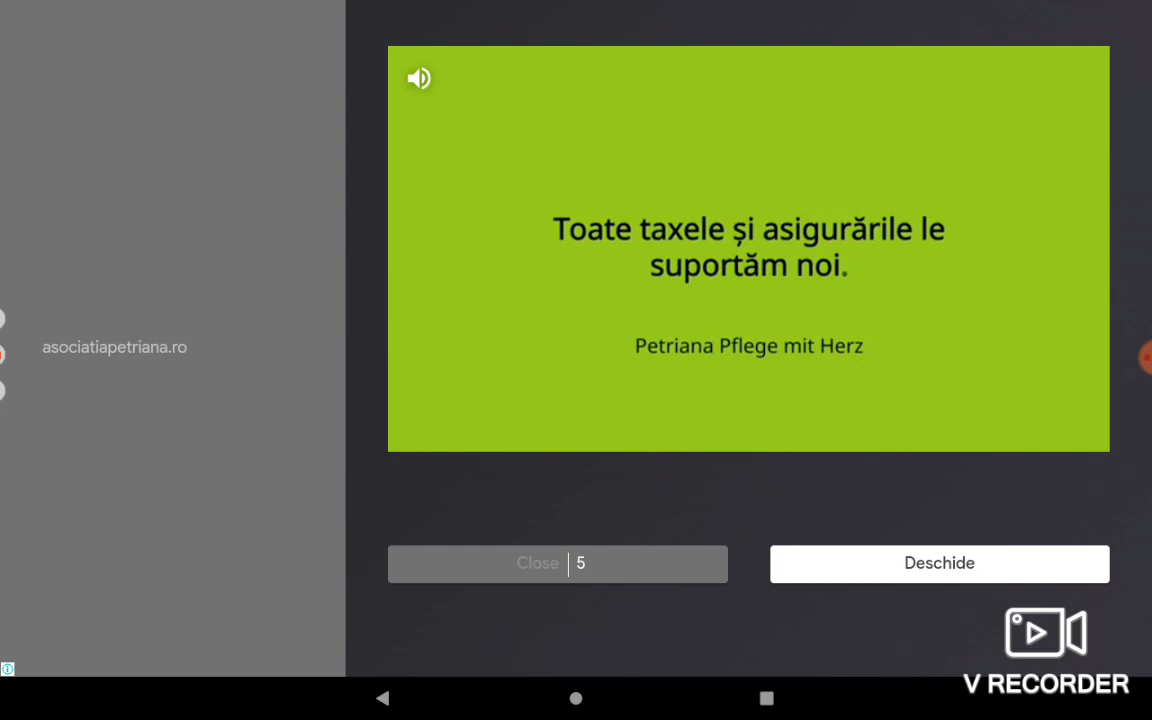 Toate taxele și asigurările le
suportăm noi.
Petriana Pflege mit Herz
asociatiapetriana.ro
Close | 5
Deschide
V RECORDER